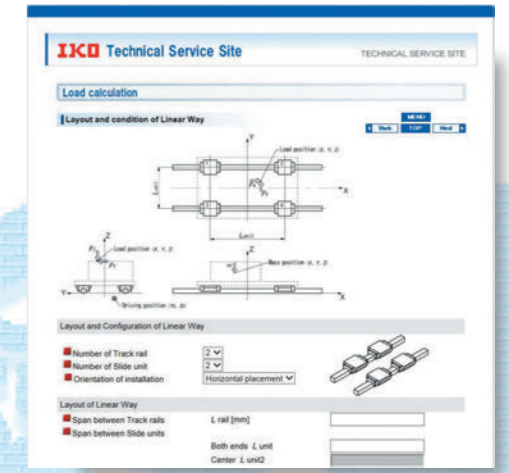 IKO Technical Service Site
TECHNICAL SERVICE SITE
Load calculation
Layout and condition of Linear Way
MENU
Back TOP Next
Y
Load position (X, Y, Z)
1
X
Z
Load position (X, Y, Z)
Y
Z
Mass position (X, Y, Z)
X
Layout and Configuration of Linear Way
Number of Track rail 2
Number of Slide unit 2
Orientation of installation Horizontal placement
Layout of Linear Way
Span between Track rails L rail [mm]
Span between Slide units
Both ends L unit
Center L unit2